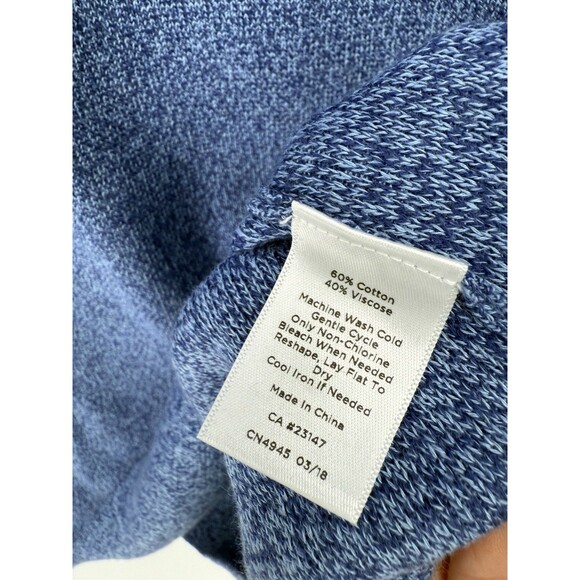 60% Cotton
40% Viscose
Machine Wash Cold
Gentle Cycle
Only Non-Chlorine
Bleach When Needed
Reshape, Lay Flat To
Dry
Cool Iron If Needed
Made In China
CA #23147
CN4945 03/18